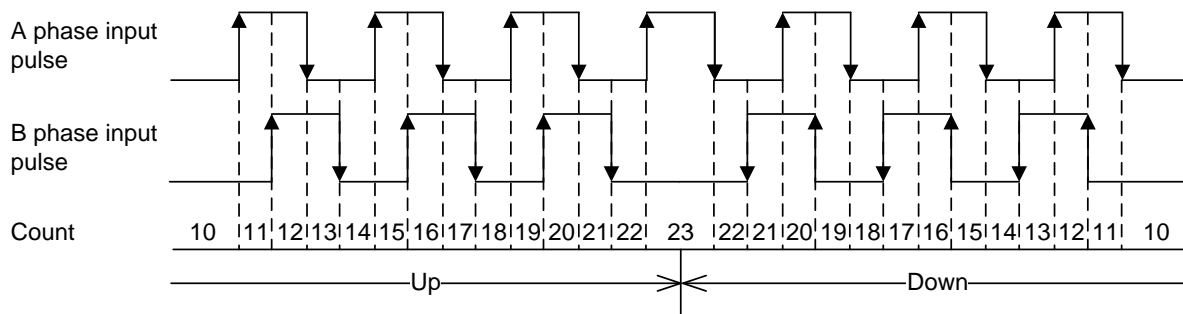 A phase input
pulse
B phase input
pulse
Count 10 11 12 13 14 15 16 17 18 19 20 21 22 23 22 21 20 19 18 17 16 15 14 13 12 11 10
Up Down